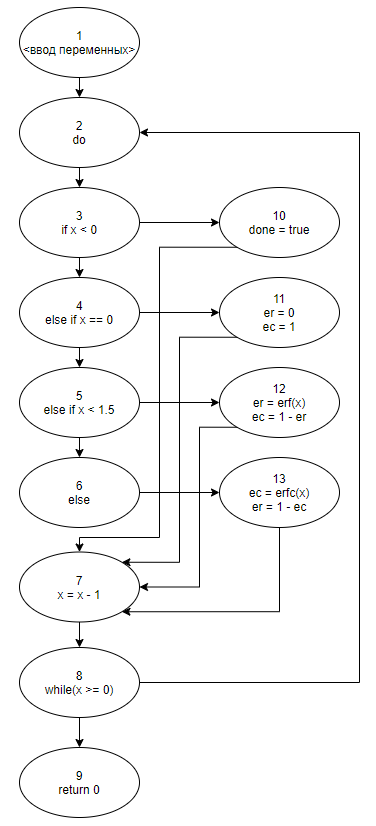 1
<ввод переменных>
2
do
3
if x < 0
10
done = true
4
else if x == 0
11
er = 0
ec = 1
5
else if x < 1.5
12
er = erf(x)
ec = 1 - er
6
else
13
ec = erfc(x)
er = 1 - ec
7
x = x - 1
8
while(x >= 0)
9
return 0